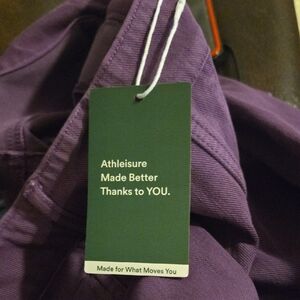 Athleisure
Made Better
Thanks to YOU.
Made for What Moves You